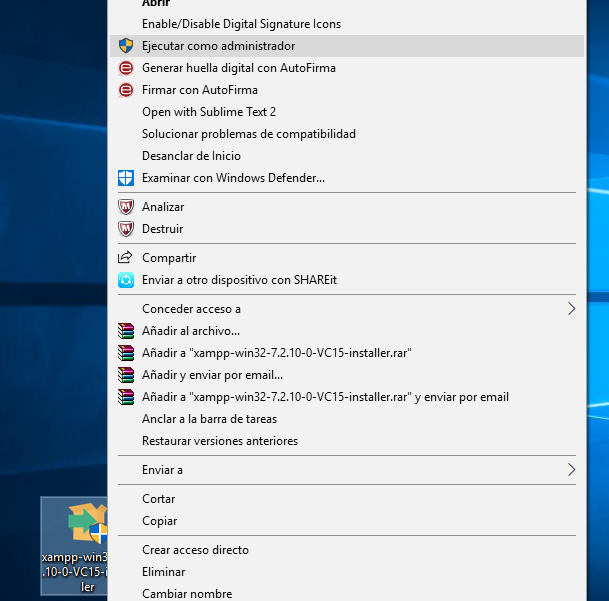 Abrir
Enable/Disable Digital Signature Icons
Ejecutar como administrador
Generar huella digital con AutoFirma
Firmar con AutoFirma
Open with Sublime Text 2
Solucionar problemas de compatibilidad
Desanclar de Inicio
Examinar con Windows Defender...
Analizar
Destruir
Compartir
Enviar a otro dispositivo con SHAREit
Conceder acceso a
Añadir al archivo...
Añadir a "xampp-win32-7.2.10-0-VC15-installer.rar"
Añadir y enviar por email...
Añadir a "xampp-win32-7.2.10-0-VC15-installer.rar" y enviar por email
Anclar a la barra de tareas
Restaurar versiones anteriores
Enviar a
Cortar
Copiar
Crear acceso directo
Eliminar
Cambiar nombre
xampp-win3
.10-0-VC15-i
ler